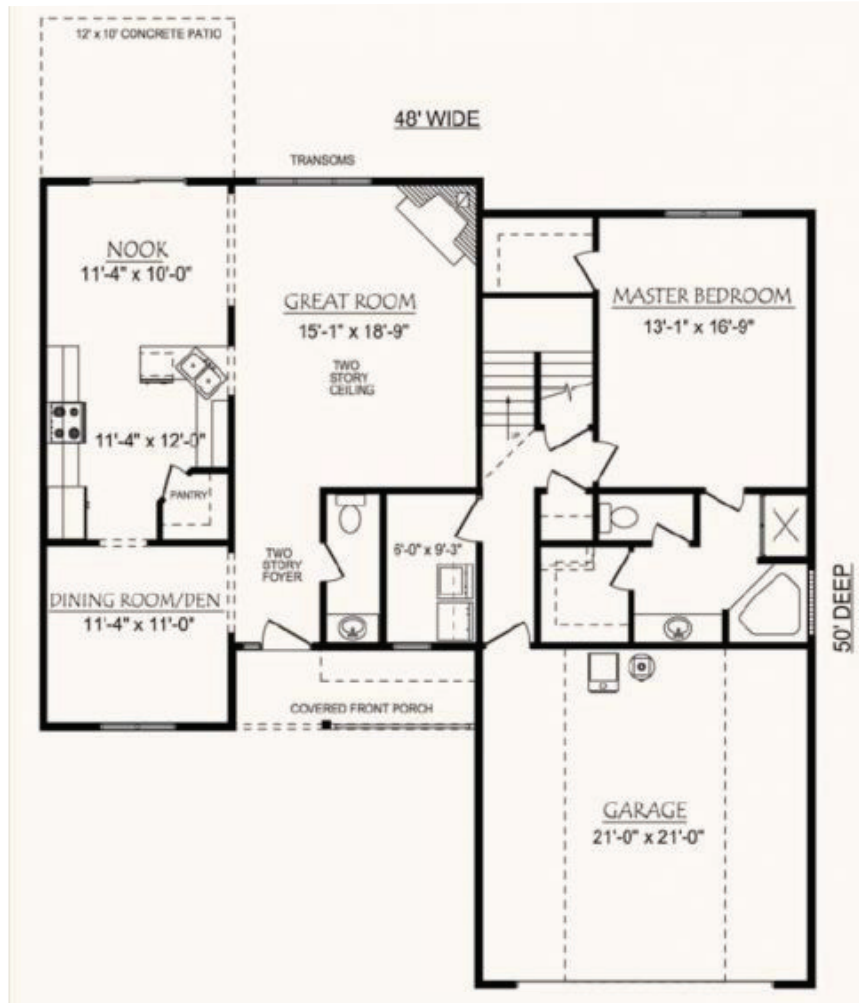 12' x 10' CONCRETE PATIO
48' WIDE
TRANSOMS
NOOK
11'-4" x 10'-0"
GREAT ROOM
15'-1" x 18'-9"
MASTER BEDROOM
13'-1" x 16'-9"
TWO
STORY
CEILING
11'-4" x 12'-0"
PANTRY
TWO
STORY
FOYER
6'-0" x 9'-3"
DINING ROOM/DEN
11'-4" x 11'-0"
50' DEEP
COVERED FRONT PORCH
GARAGE
21'-0" x 21'-0"